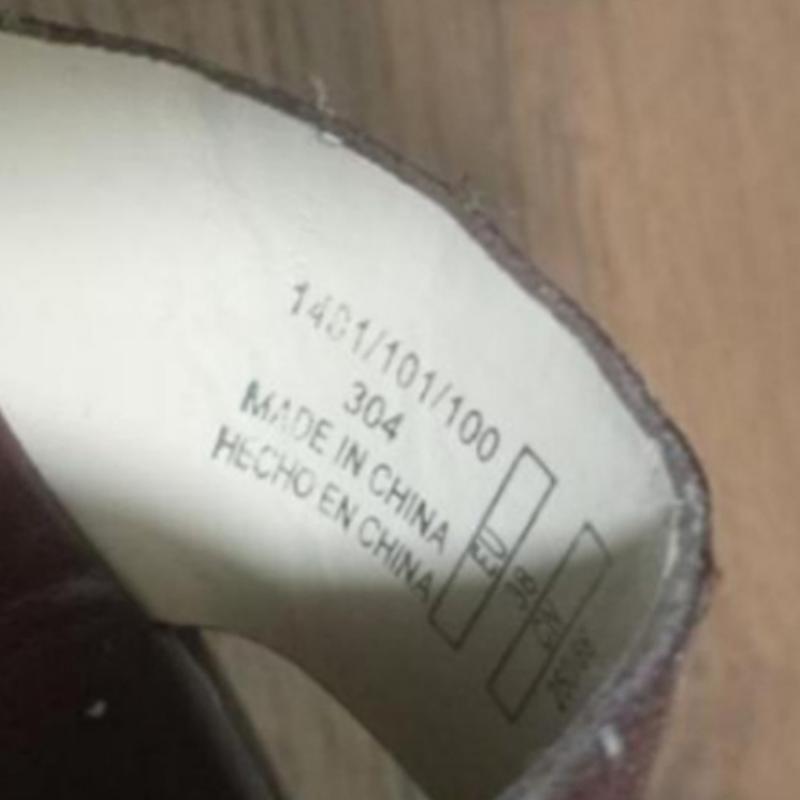 1401/101/100
304
MADE IN CHINA
HECHO EN CHINA
EU
38